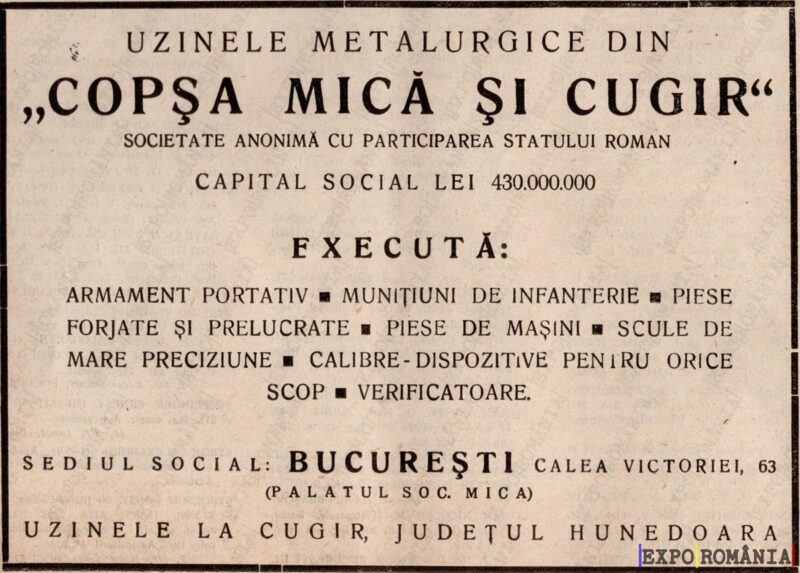 UZINELE METALURGICE DIN
„COPŞA MICĂ ŞI CUGIR“
SOCIETATE ANONIMĂ CU PARTICIPAREA STATULUI ROMAN
CAPITAL SOCIAL LEI 430.000.000
EXECUTĂ:
ARMAMENT PORTATIV ■ MUNIŢIUNI DE INFANTERIE ■ PIESE
FORJATE ŞI PRELUCRATE ■ PIESE DE MAŞINI ■ SCULE DE
MARE PRECIZIUNE ■ CALIBRE-DISPOZITIVE PENTRU ORICE
SCOP ■ VERIFICATOARE.
SEDIUL SOCIAL: BUCUREŞTI CALEA VICTORIEI, 63
(PALATUL SOC. MICA)
UZINELE LA CUGIR, JUDEŢUL HUNEDOARA
EXPO ROMÂNIA